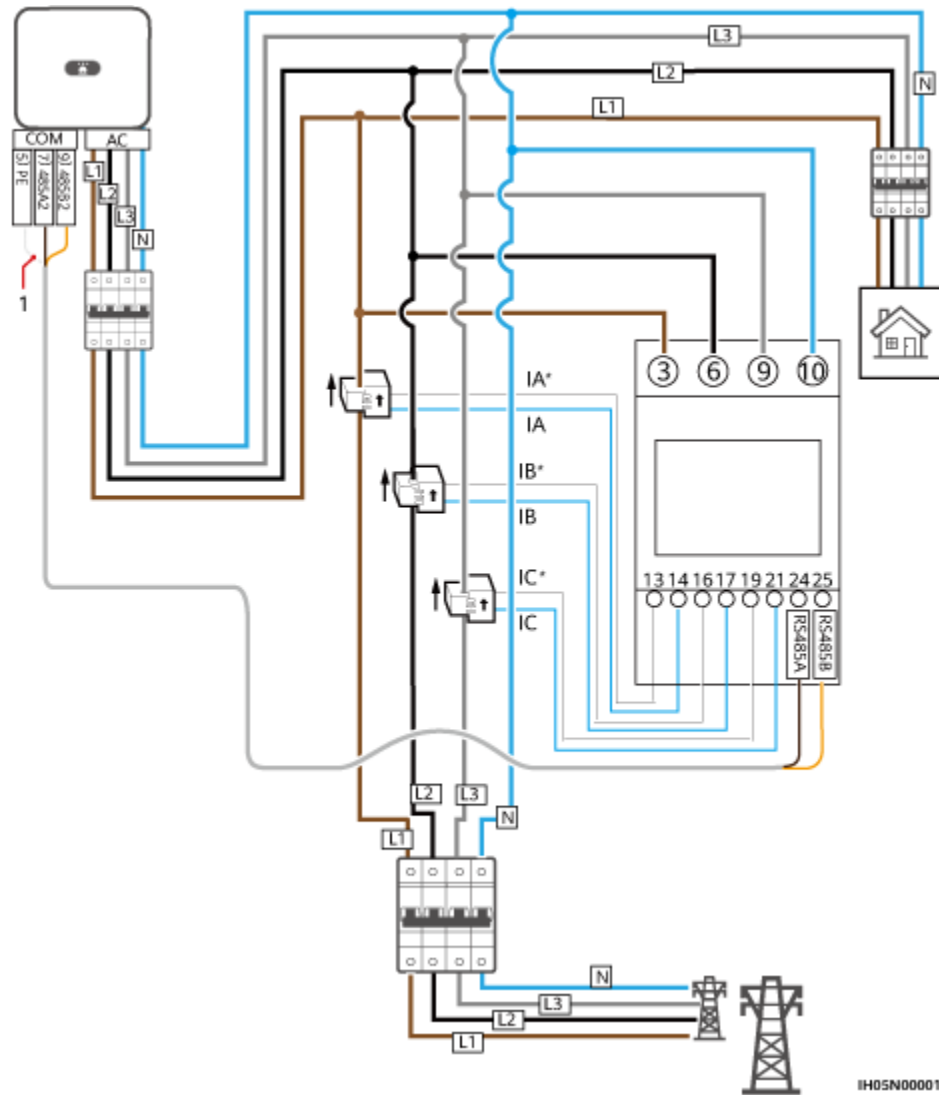 L3
L2
N
L1
COM
AC
5) PE
7) 485A2
9) 485B2
L1
L2
L3
N
1
3
6
9
10
IA*
IA
IB*
IB
IC*
IC
13 14 16 17 19 21 24 25
RS485A
RS485B
L2
L3
N
L1
N
L3
L2
L1
IH05N00001